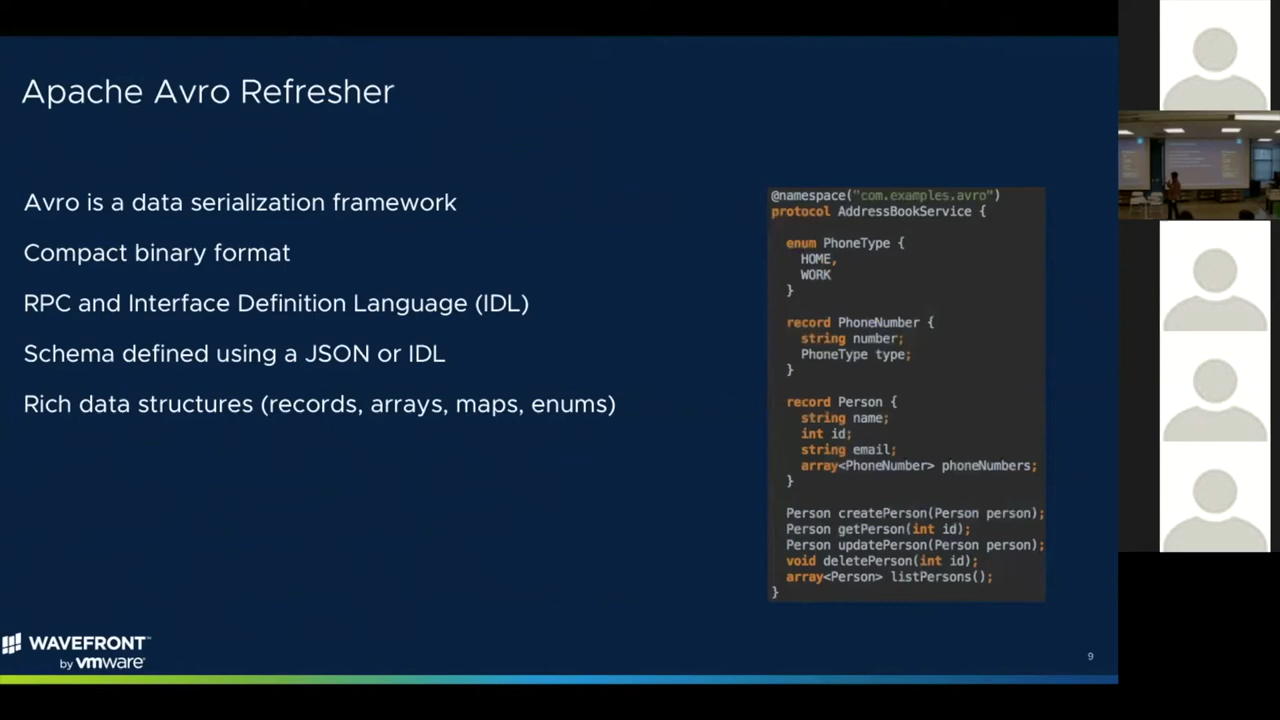 Apache Avro Refresher
Avro is a data serialization framework
Compact binary format
RPC and Interface Definition Language (IDL)
Schema defined using a JSON or IDL
Rich data structures (records, arrays, maps, enums)
@namespace("com.examples.avro")
protocol AddressBookService {
enum PhoneType {
HOME,
WORK
}
record PhoneNumber {
string number;
PhoneType type;
}
record Person {
string name;
int id;
string email;
array<PhoneNumber> phoneNumbers;
}
Person createPerson(Person person);
Person getPerson(int id);
Person updatePerson(Person person);
void deletePerson(int id);
array<Person> listPersons();
}
WAVEFRONT™
by vmware®
9